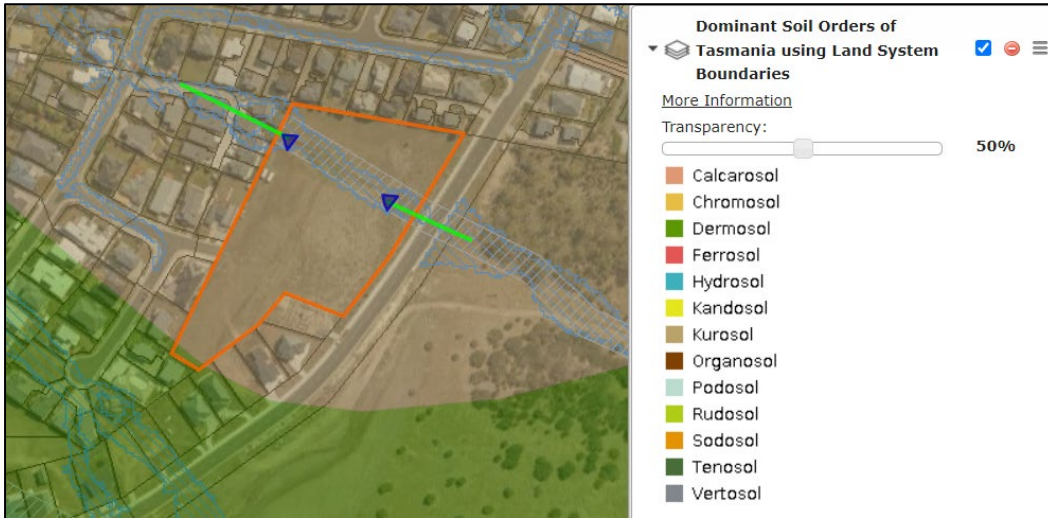 Dominant Soil Orders of
Tasmania using Land System
Boundaries
More Information
Transparency:
50%
Calcarosol
Chromosol
Dermosol
Ferrosol
Hydrosol
Kandosol
Kurosol
Organosol
Podosol
Rudosol
Sodosol
Tenosol
Vertosol